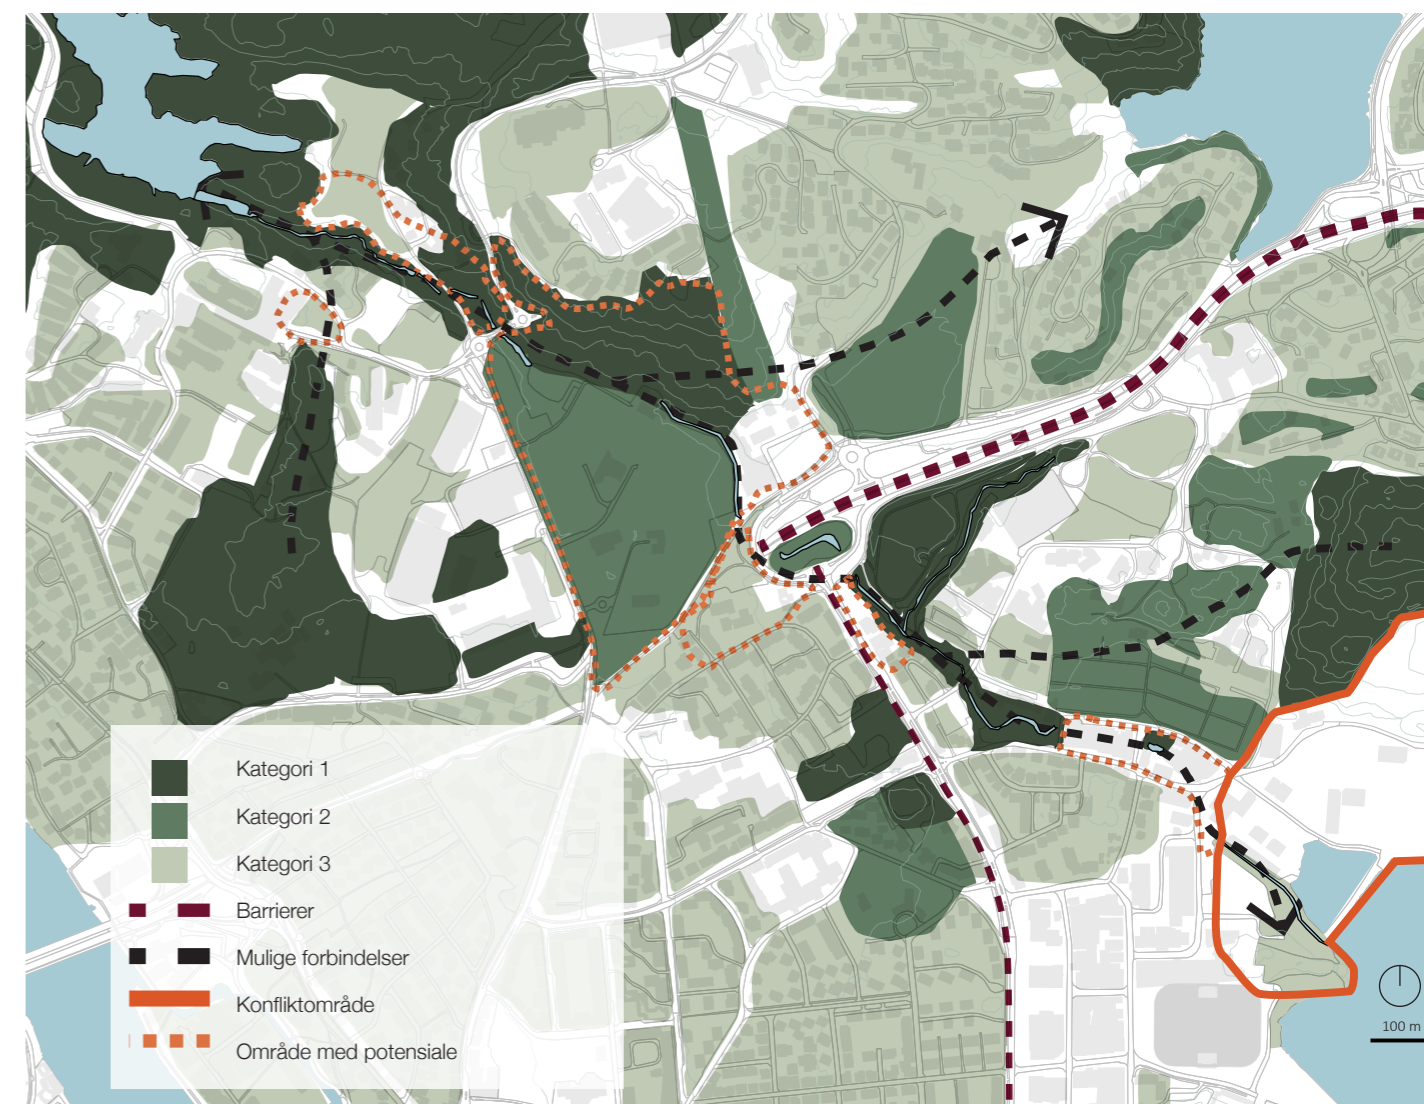 Kategori 1
Kategori 2
Kategori 3
Barrierer
Mulige forbindelser
Konfliktområde
Område med potensiale
100 m